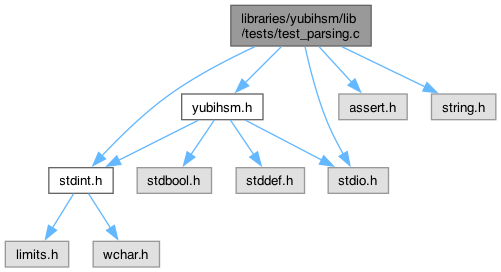 libraries/yubihsm/lib
/tests/test_parsing.c
yubihsm.h
assert.h
string.h
stdint.h
stdbool.h
stddef.h
stdio.h
limits.h
wchar.h